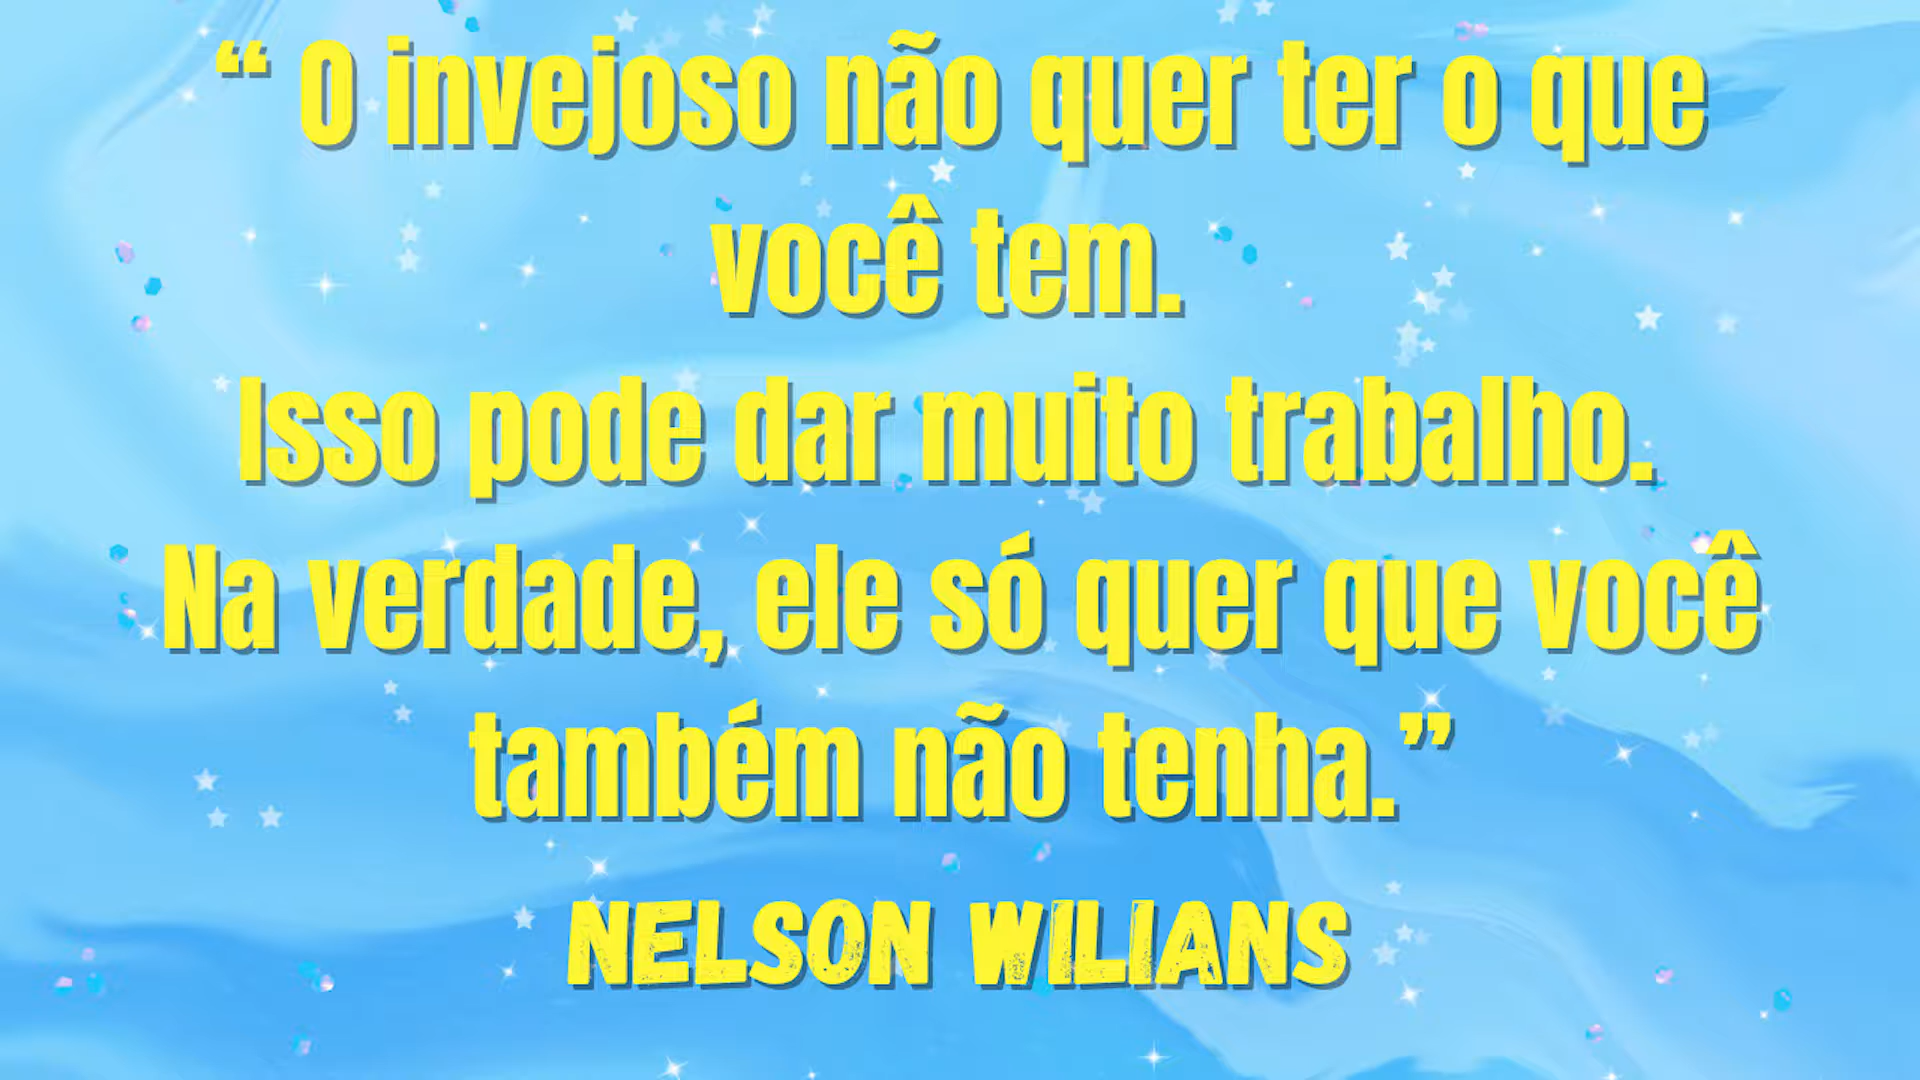 “ O invejoso não quer ter o que
você tem.
Isso pode dar muito trabalho.
Na verdade, ele só quer que você
também não tenha.”
NELSON WILIANS